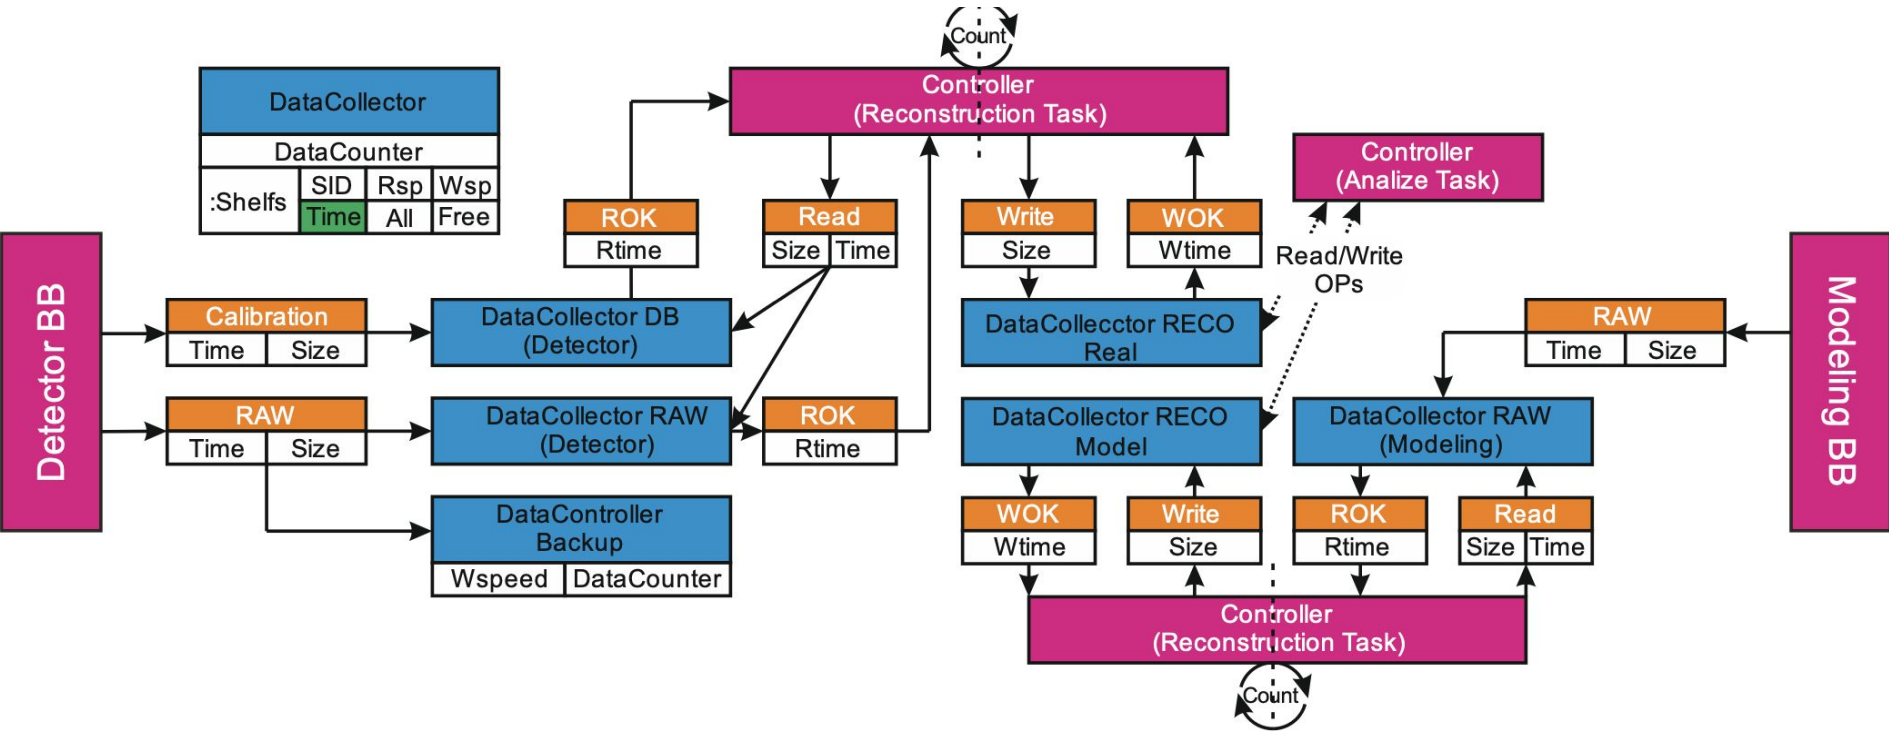 Count
Controller
(Reconstruction Task)
DataCollector
DataCounter
:Shelfs
SID Rsp Wsp
Time All Free
Controller
(Analize Task)
ROK
Rtime
Read
Size Time
Write
Size
WOK
Wtime
Read/Write
OPs
Detector BB
Modeling BB
Calibration
Time Size
DataCollector DB
(Detector)
DataCollecctor RECO
Real
RAW
Time Size
RAW
Time Size
DataCollector RAW
(Detector)
ROK
Rtime
DataCollector RECO
Model
DataCollector RAW
(Modeling)
DataController
Backup
Wspeed DataCounter
WOK
Wtime
Write
Size
ROK
Rtime
Read
Size Time
Controller
(Reconstruction Task)
Count